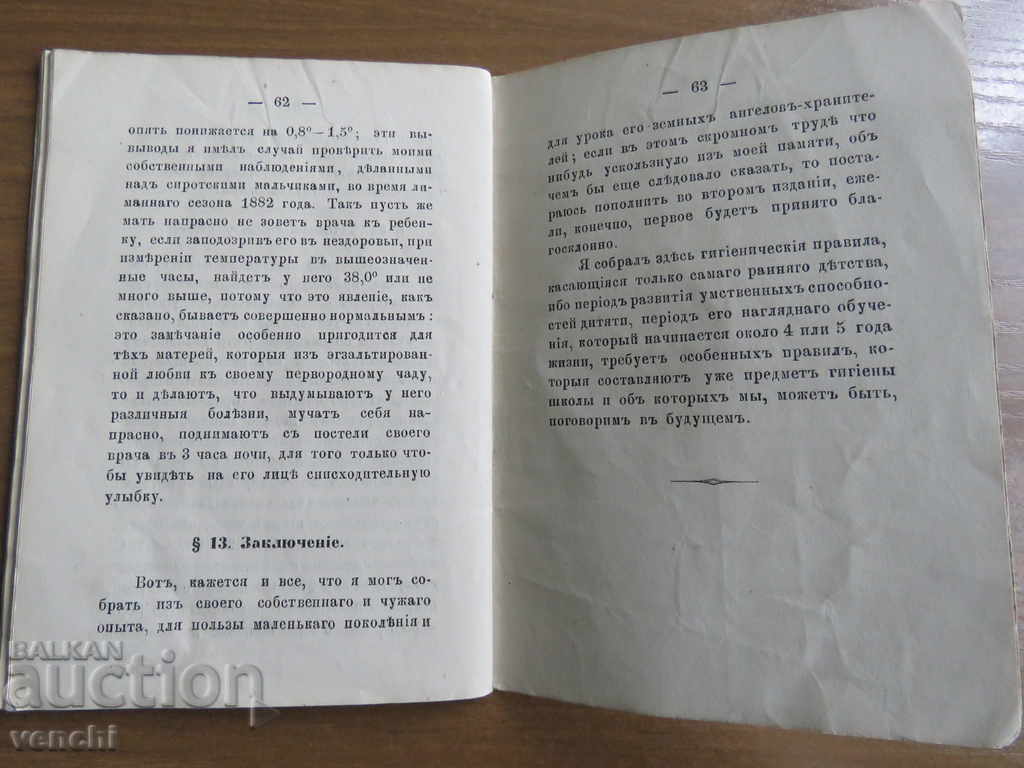 — 62 —
опять понижается на 0,8°—1,5°; эти вы-
выводы я имѣлъ случай провѣрить моими
собственными наблюденіями, дѣланными
надъ сиротскими мальчиками, во время ли-
маннаго сезона 1882 года. Такъ пусть же
мать напрасно не зоветъ врача къ ребен-
ку, если заподозривъ его въ нездоровьи, при
измѣреніи температуры въ вышеозначен-
ные часы, найдетъ у него 38,0° или не
много выше, потому что это явленіе, какъ
сказано, бываетъ совершенно нормальнымъ:
это замѣчаніе особенно пригодится для
тѣхъ матерей, которыя изъ эгзальтирован-
ной любви къ своему первородному чаду,
то и дѣлаютъ, что выдумываютъ у него
различныя болѣзни, мучатъ себя на-
прасно, поднимаютъ съ постели своего
врача въ 3 часа ночи, для того только что-
бы увидѣть на его лицѣ снисходительную
улыбку.
§ 13. Заключеніе.
Вотъ, кажется и все, что я могъ со-
брать изъ своего собственнаго и чужаго
опыта, для пользы маленькаго поколѣнія и
— 63 —
для урока его земныхъ ангеловъ-храните-
лей; если въ этомъ скромномъ трудѣ что
нибудь ускользнуло изъ моей памяти, объ
чемъ бы еще слѣдовало сказать, то поста-
раюсь пополнить во второмъ изданіи, еже-
ли, конечно, первое будетъ принято бла-
госклонно.
Я собралъ здѣсь гигіеническія правила,
касающіяся только самаго ранняго дѣтства,
ибо періодъ развитія умственныхъ способно-
стей дитяти, періодъ его нагляднаго обуче-
нія, который начинается около 4 или 5 года
жизни, требуетъ особенныхъ правилъ, ко-
торыя составляютъ уже предметъ гигіены
школы и объ которыхъ мы, можетъ быть,
поговоримъ въ будущемъ.
BALKAN
auction
venchi